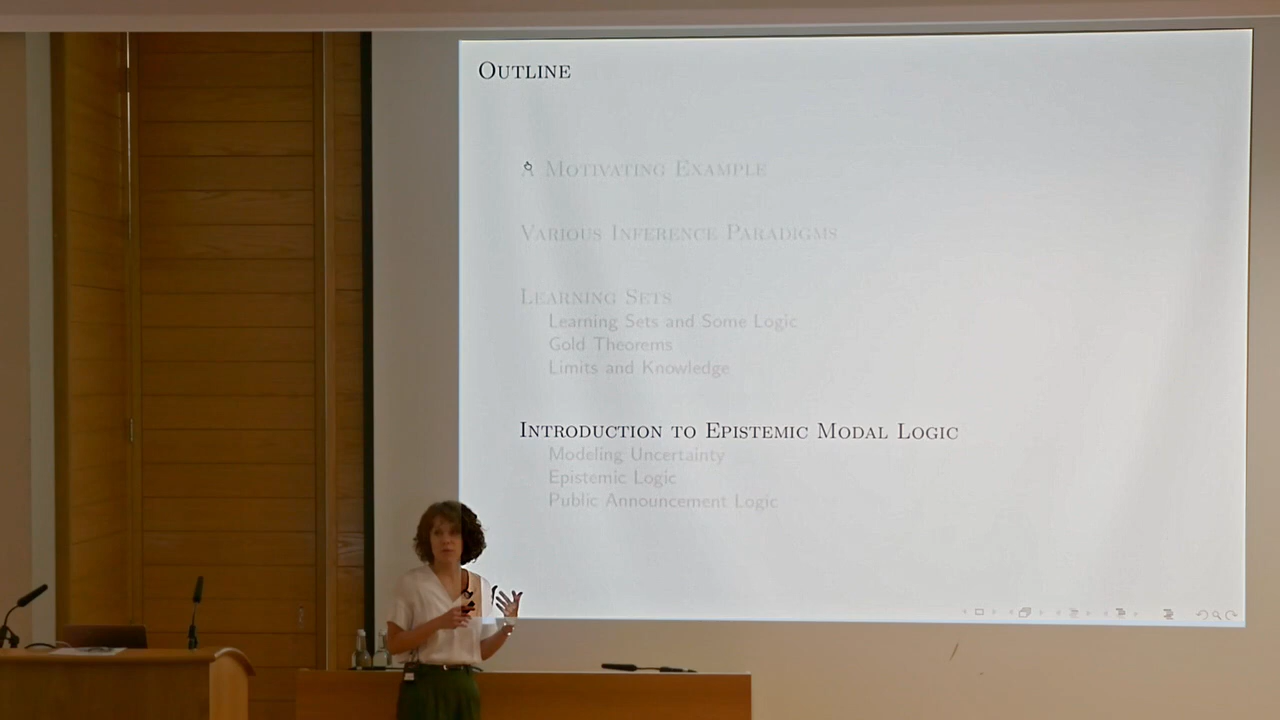 OUTLINE
MOTIVATING EXAMPLE
VARIOUS INFERENCE PARADIGMS
LEARNING SETS
Learning Sets and Some Logic
Gold Theorems
Limits and Knowledge
INTRODUCTION TO EPISTEMIC MODAL LOGIC
Modeling Uncertainty
Epistemic Logic
Public Announcement Logic